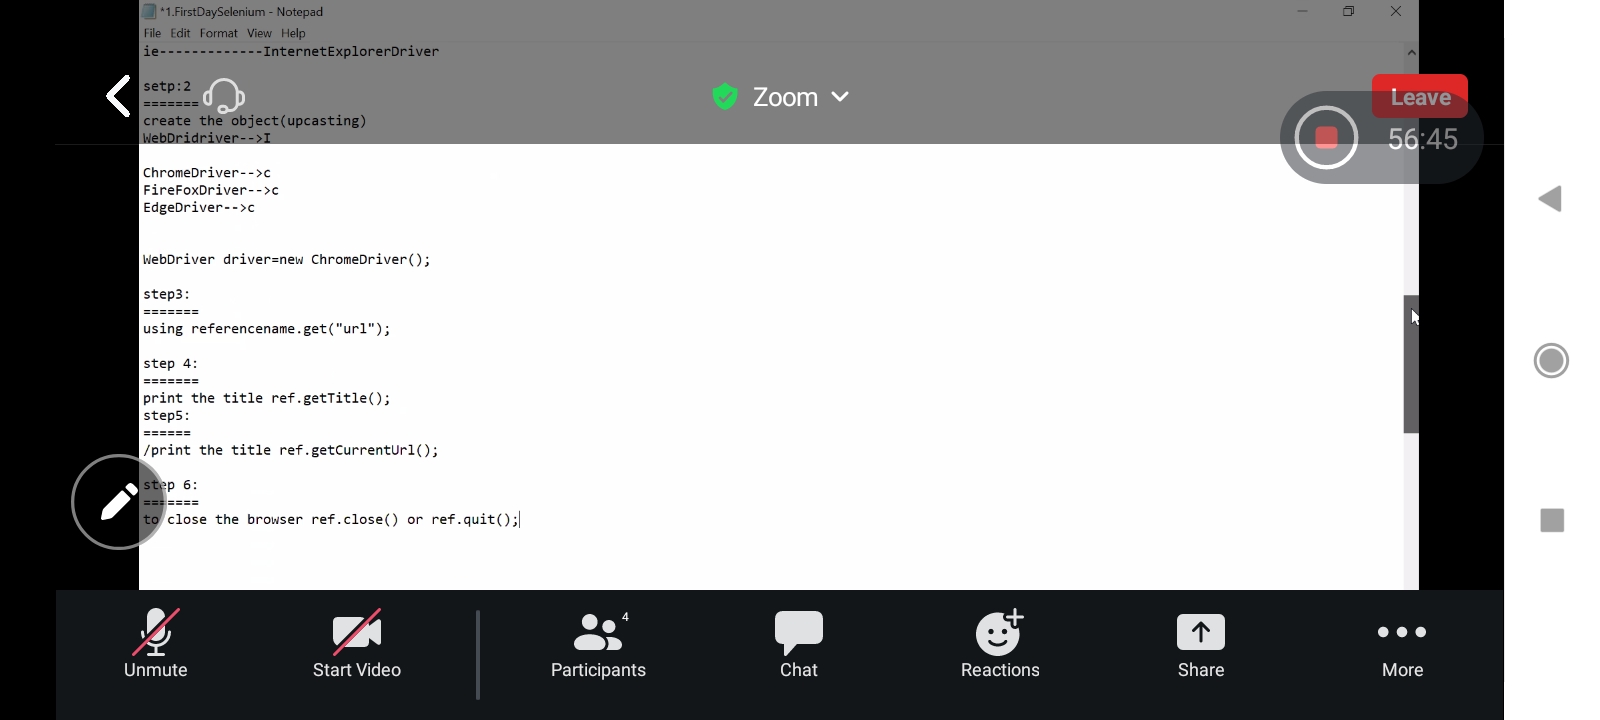 *1.FirstDaySelenium - Notepad
File Edit Format View Help
ie-------------InternetExplorerDriver
setp:2
=======
Zoom
Leave
create the object(upcasting)
WebDridriver-->I
56:45
ChromeDriver-->c
FireFoxDriver-->c
EdgeDriver-->c
WebDriver driver=new ChromeDriver();
step3:
=======
using referencename.get("url");
step 4:
=======
print the title ref.getTitle();
step5:
======
/print the title ref.getCurrentUrl();
step 6:
=======
to close the browser ref.close() or ref.quit();
4
Unmute
Start Video
Participants
Chat
Reactions
Share
More